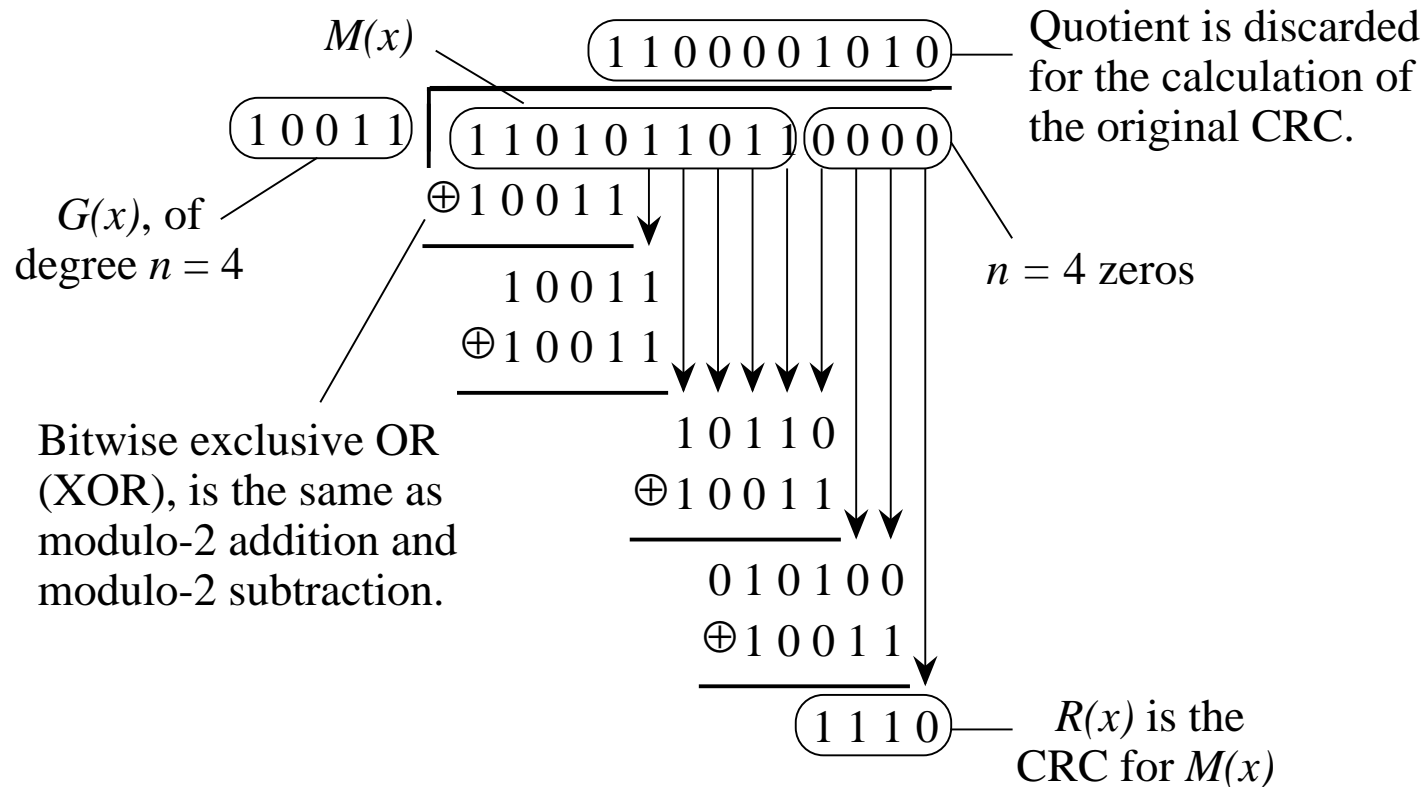 M(x)
1 1 0 0 0 0 1 0 1 0
Quotient is discarded
for the calculation of
the original CRC.
1 0 0 1 1
1 1 0 1 0 1 1 0 1 1 0 0 0 0
⊕ 1 0 0 1 1
G(x), of
degree n = 4
n = 4 zeros
1 0 0 1 1
⊕ 1 0 0 1 1
Bitwise exclusive OR
(XOR), is the same as
modulo-2 addition and
modulo-2 subtraction.
1 0 1 1 0
⊕ 1 0 0 1 1
0 1 0 1 0 0
⊕ 1 0 0 1 1
1 1 1 0
R(x) is the
CRC for M(x)